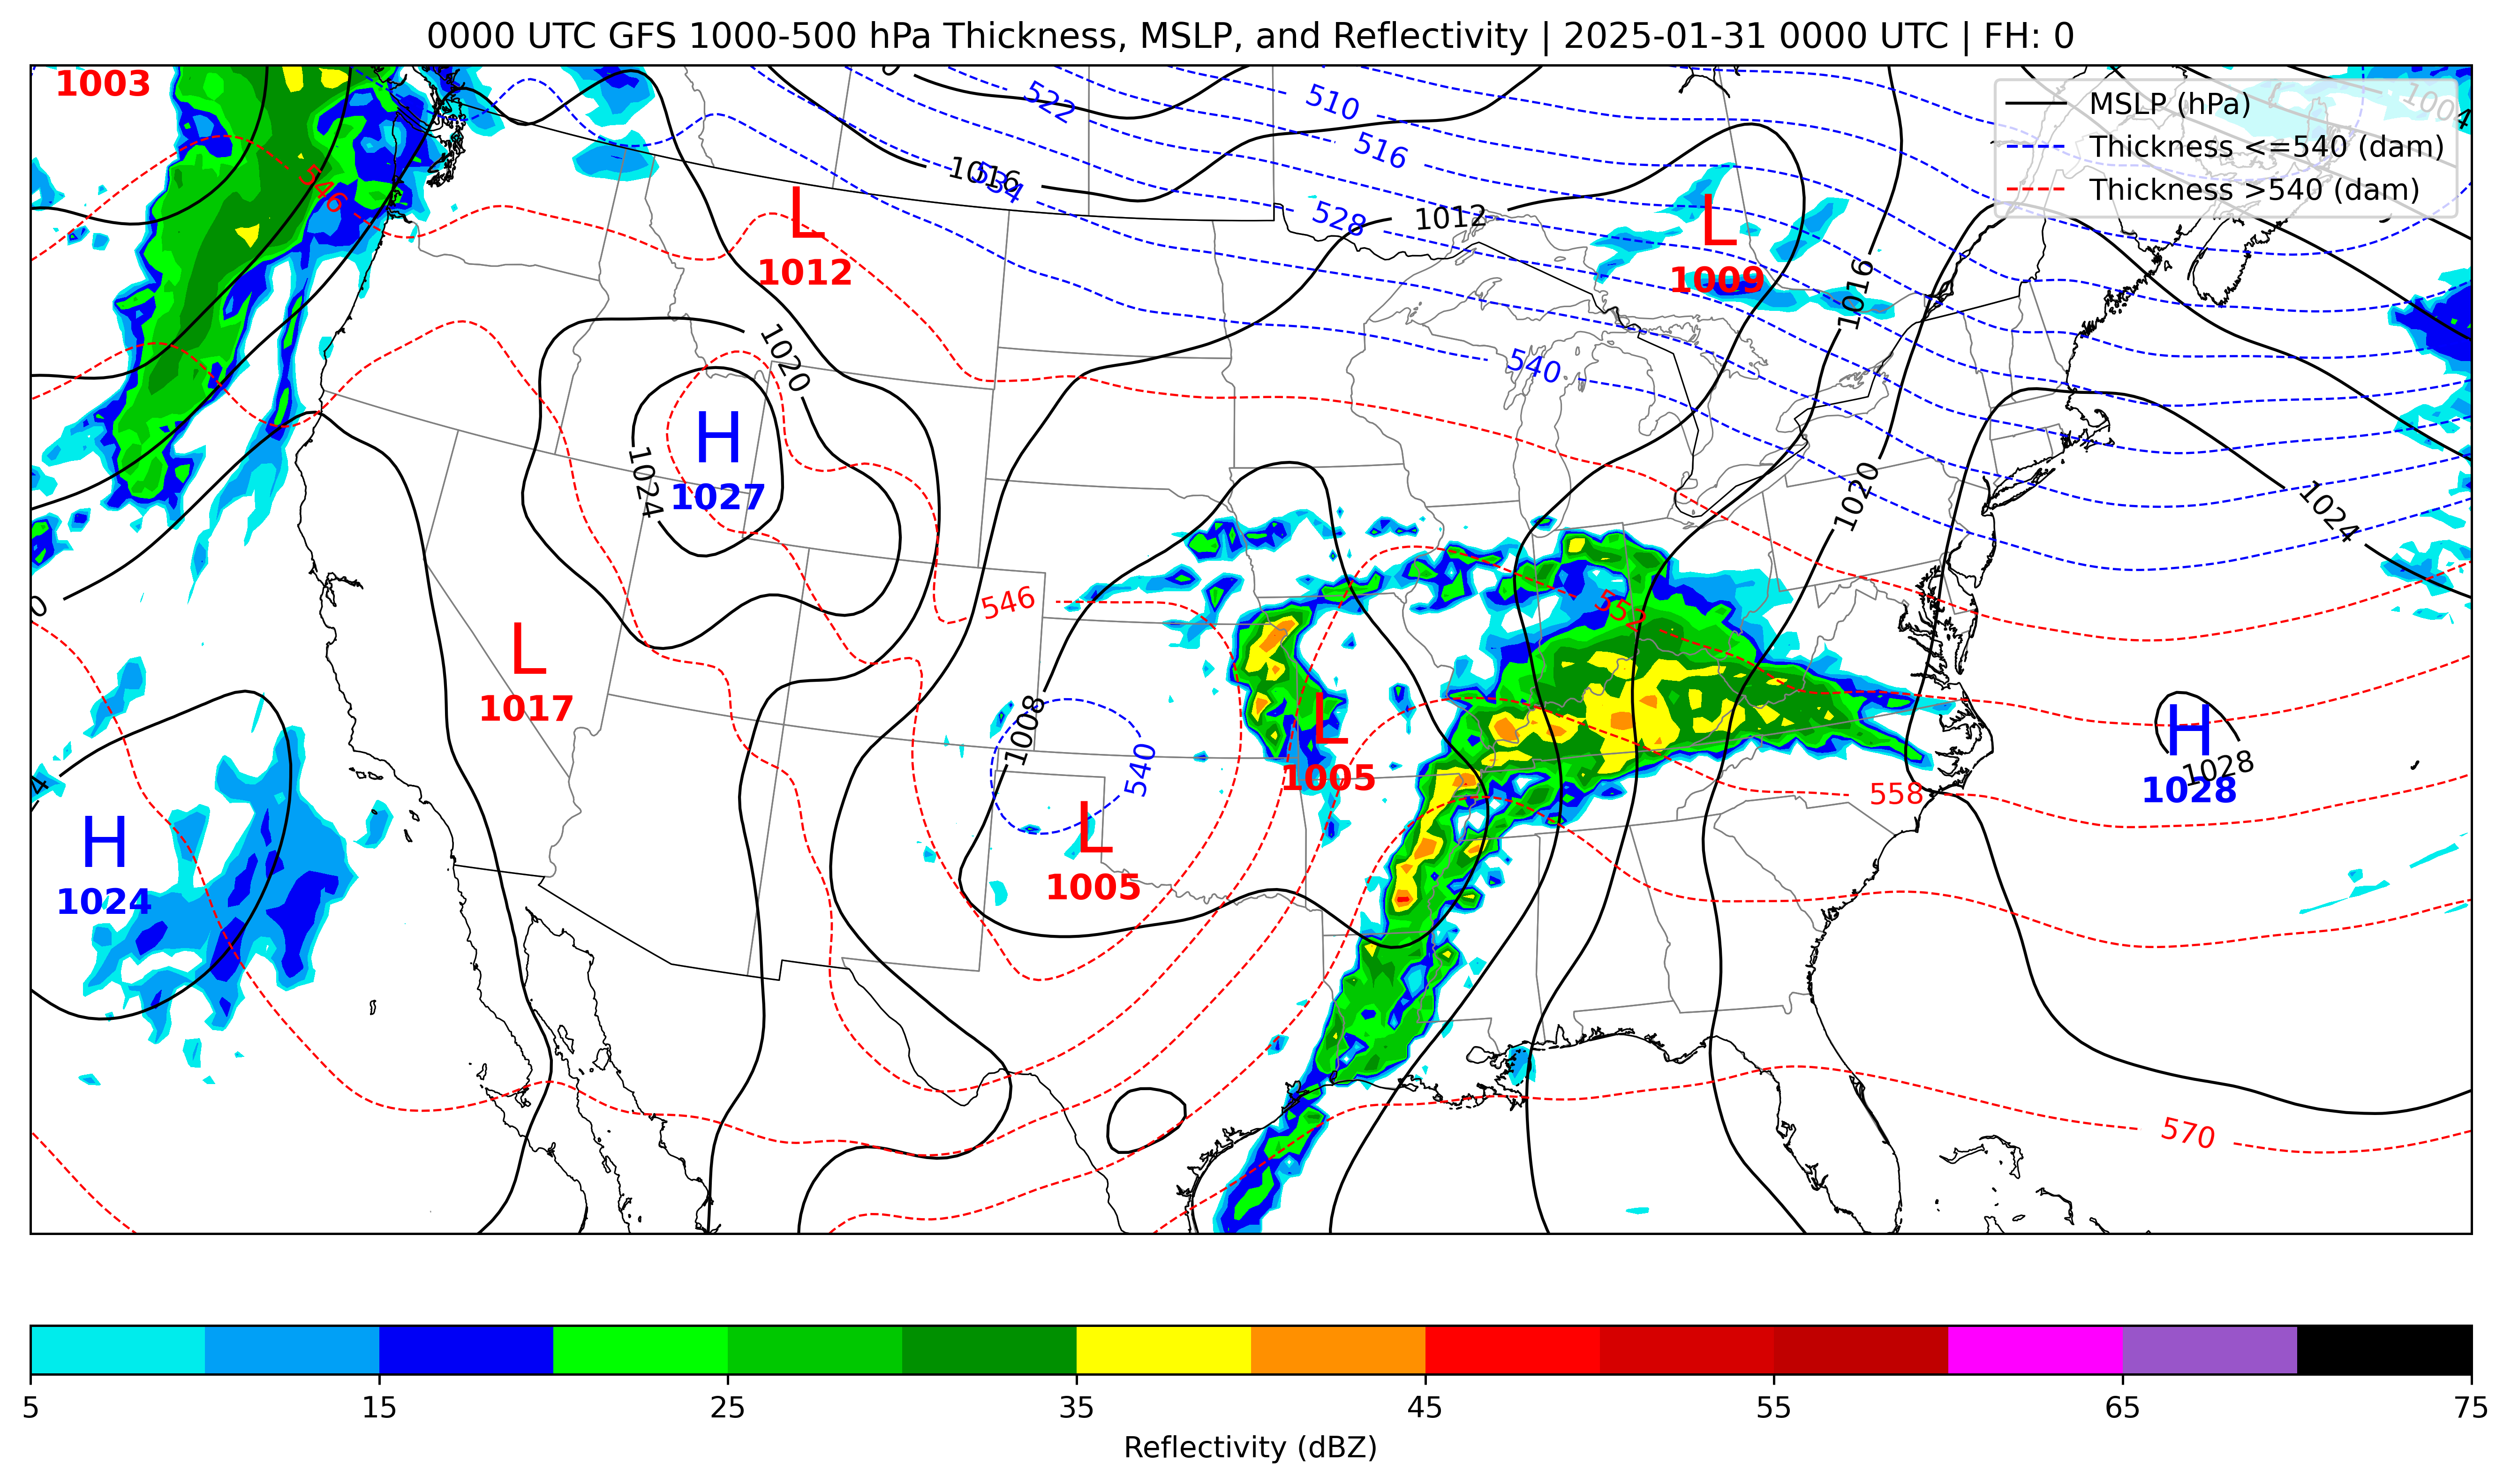 0000 UTC GFS 1000-500 hPa Thickness, MSLP, and Reflectivity | 2025-01-31 0000 UTC | FH: 0
1003
MSLP (hPa)
Thickness <=540 (dam)
Thickness >540 (dam)
1004
522
510
516
1016
534
528
1012
546
L
1012
L
1009
1016
1020
540
H
1027
1024
1020
1024
546
552
L
1017
1008
540
L
1005
H
1028
1028
558
H
1024
L
1005
570
5 15 25 35 45 55 65 75
Reflectivity (dBZ)